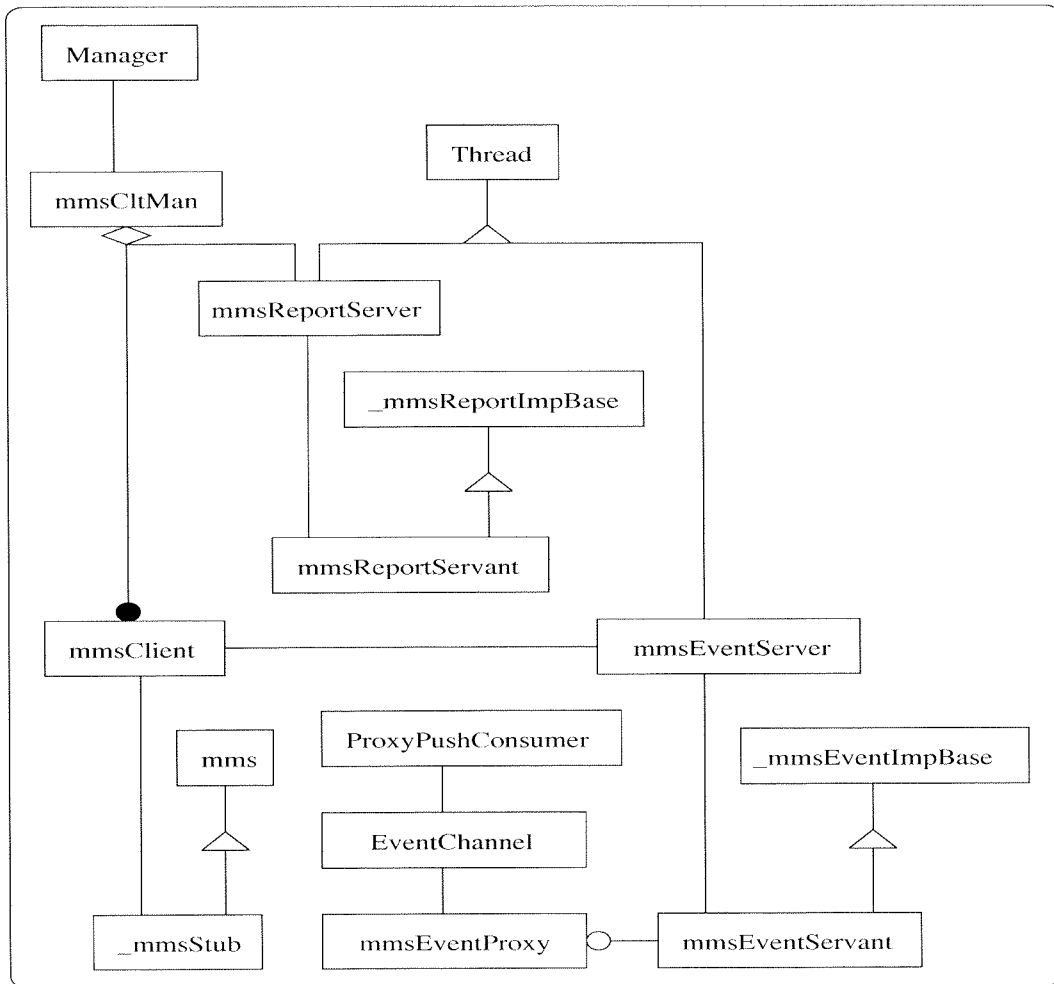 Manager
Thread
mmsCltMan
mmsReportServer
_mmsReportImpBase
mmsReportServant
mmsClient
mmsEventServer
ProxyPushConsumer
mms
_mmsEventImpBase
EventChannel
_mmsStub
mmsEventProxy
mmsEventServant